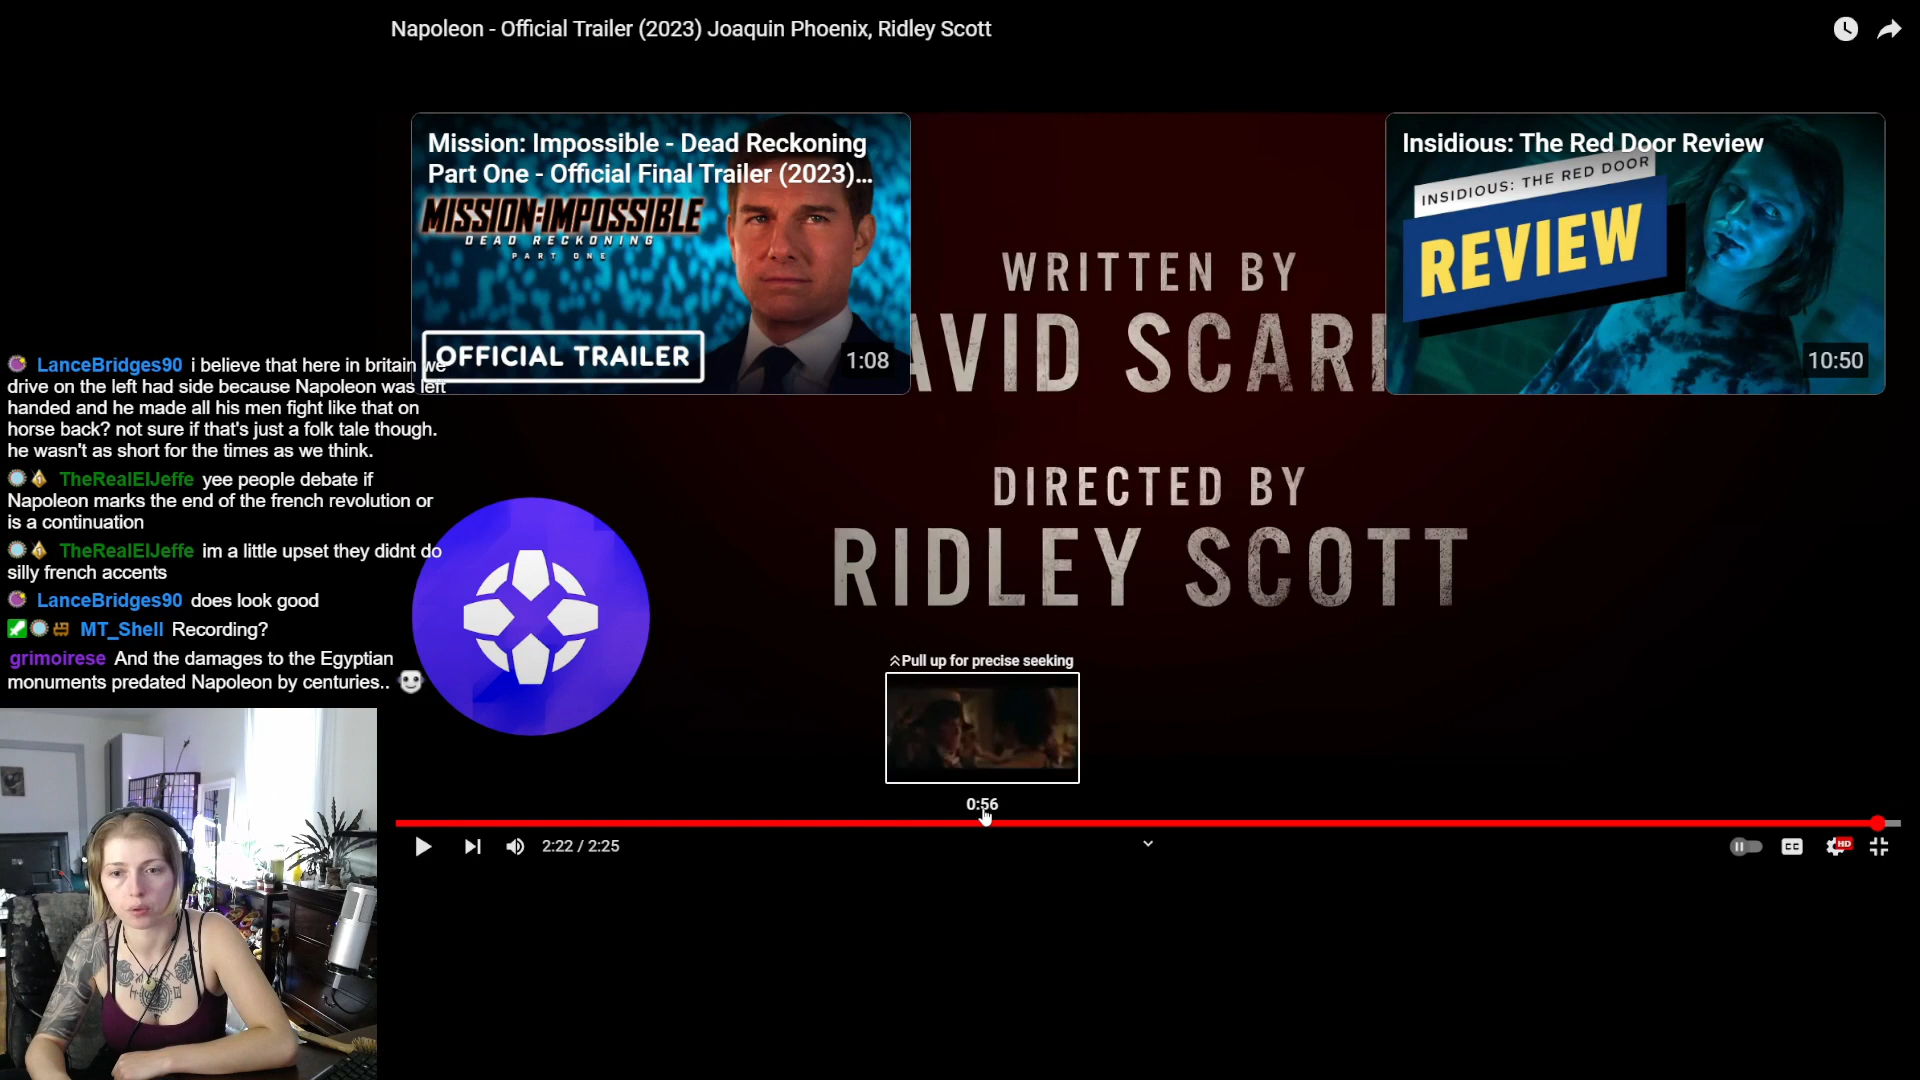 Napoleon - Official Trailer (2023) Joaquin Phoenix, Ridley Scott
Mission: Impossible - Dead Reckoning
Part One - Official Final Trailer (2023)...
MISSION:IMPOSSIBLE
DEAD RECKONING
PART ONE
OFFICIAL TRAILER
1:08
Insidious: The Red Door Review
INSIDIOUS: THE RED DOOR
REVIEW
10:50
WRITTEN BY
AVID SCARP
DIRECTED BY
RIDLEY SCOTT
LanceBridges90 i believe that here in britain we
drive on the left had side because Napoleon was left
handed and he made all his men fight like that on
horse back? not sure if that's just a folk tale though.
he wasn't as short for the times as we think.
TheRealElJeffe yee people debate if
Napoleon marks the end of the french revolution or
is a continuation
TheRealElJeffe im a little upset they didnt do
silly french accents
LanceBridges90 does look good
MT_Shell Recording?
grimoirese And the damages to the Egyptian
monuments predated Napoleon by centuries..
Pull up for precise seeking
0:56
2:22 / 2:25
CC
HD